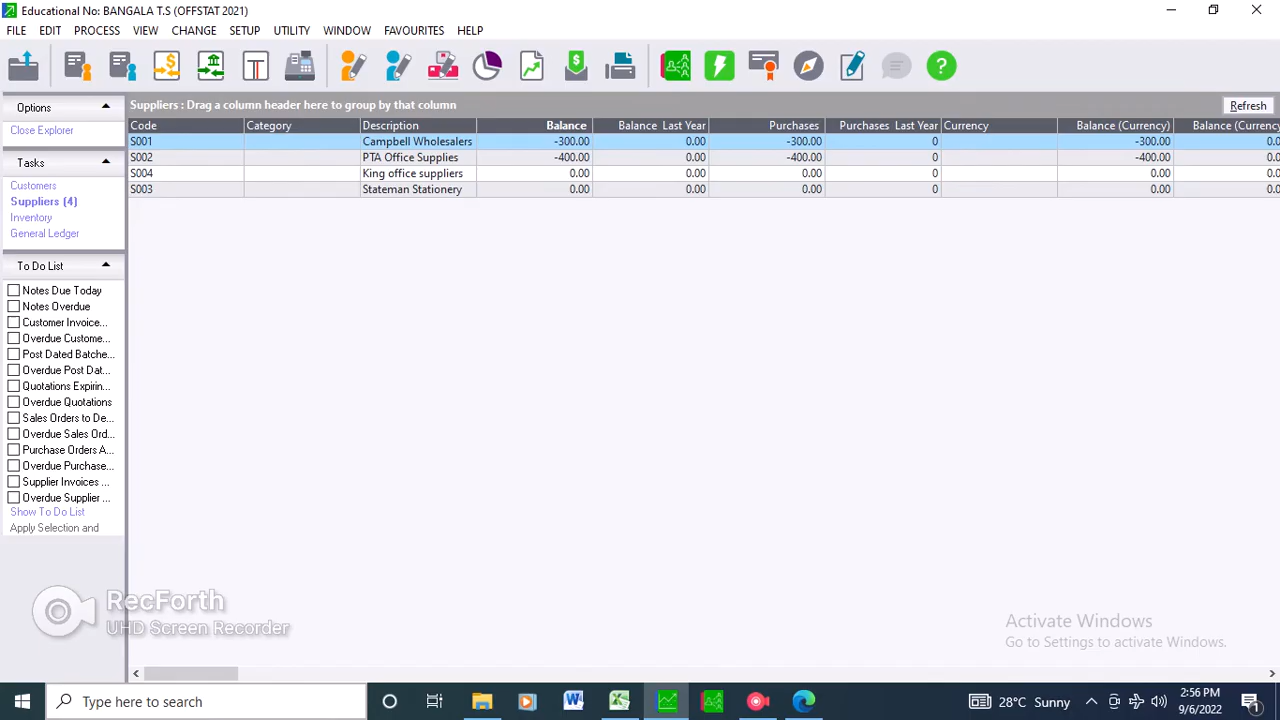 Educational No: BANGALA T.S (OFFSTAT 2021)
FILE EDIT PROCESS VIEW CHANGE SETUP UTILITY WINDOW FAVOURITES HELP
Options
Close Explorer
Tasks
Customers
Suppliers (4)
Inventory
General Ledger
To Do List
Notes Due Today
Notes Overdue
Customer Invoice...
Overdue Custome...
Post Dated Batche...
Overdue Post Dat...
Quotations Expirin...
Overdue Quotations
Sales Orders to De...
Overdue Sales Ord...
Purchase Orders A...
Overdue Purchase...
Supplier Invoices ...
Overdue Supplier ...
Show To Do List
Apply Selection and
Suppliers : Drag a column header here to group by that column Refresh
Code Category Description Balance Balance Last Year Purchases Purchases Last Year Currency Balance (Currency) Balance (Currency
S001 Campbell Wholesalers -300.00 0.00 -300.00 0 -300.00 0.0
S002 PTA Office Supplies -400.00 0.00 -400.00 0 -400.00 0.0
S004 King office suppliers 0.00 0.00 0.00 0 0.00 0.0
S003 Stateman Stationery 0.00 0.00 0.00 0 0.00 0.0
RecForth
UHD Screen Recorder
Activate Windows
Go to Settings to activate Windows.
Type here to search
28°C Sunny
2:56 PM
9/6/2022
1